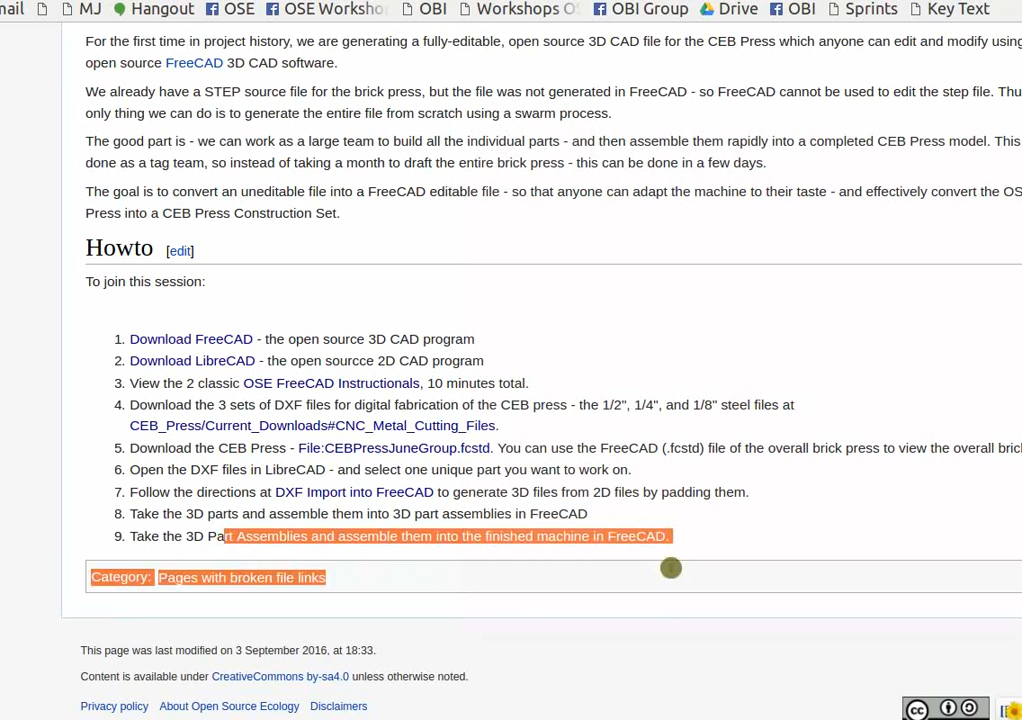 MJ Hangout OSE OSE Workshop OBI Workshops OBI Group Drive OBI Sprints Key Text
For the first time in project history, we are generating a fully-editable, open source 3D CAD file for the CEB Press which anyone can edit and modify using
open source FreeCAD 3D CAD software.
We already have a STEP source file for the brick press, but the file was not generated in FreeCAD - so FreeCAD cannot be used to edit the step file.
only thing we can do is to generate the entire file from scratch using a swarm process.
The good part is - we can work as a large team to build all the individual parts - and then assemble them rapidly into a completed CEB Press model. This
done as a tag team, so instead of taking a month to draft the entire brick press - this can be done in a few days.
The goal is to convert an uneditable file into a FreeCAD editable file - so that anyone can adapt the machine to their taste - and effectively convert the
Press into a CEB Press Construction Set.
Howto [edit]
To join this session:
1. Download FreeCAD - the open source 3D CAD program
2. Download LibreCAD - the open sourcce 2D CAD program
3. View the 2 classic OSE FreeCAD Instructionals, 10 minutes total.
4. Download the 3 sets of DXF files for digital fabrication of the CEB press - the 1/2", 1/4", and 1/8" steel files at
CEB_Press/Current_Downloads#CNC_Metal_Cutting_Files.
5. Download the CEB Press - File:CEBPressJuneGroup.fcstd. You can use the FreeCAD (.fcstd) file of the overall brick press to view the overall
6. Open the DXF files in LibreCAD - and select one unique part you want to work on.
7. Follow the directions at DXF Import into FreeCAD to generate 3D files from 2D files by padding them.
8. Take the 3D parts and assemble them into 3D part assemblies in FreeCAD
9. Take the 3D Part Assemblies and assemble them into the finished machine in FreeCAD.
Category: Pages with broken file links
This page was last modified on 3 September 2016, at 18:33.
Content is available under CreativeCommons by-sa4.0 unless otherwise noted.
Privacy policy About Open Source Ecology Disclaimers
cc